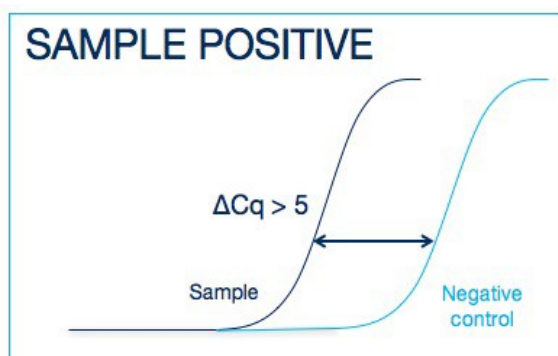 SAMPLE POSITIVE
ΔCq > 5
Sample
Negative
control